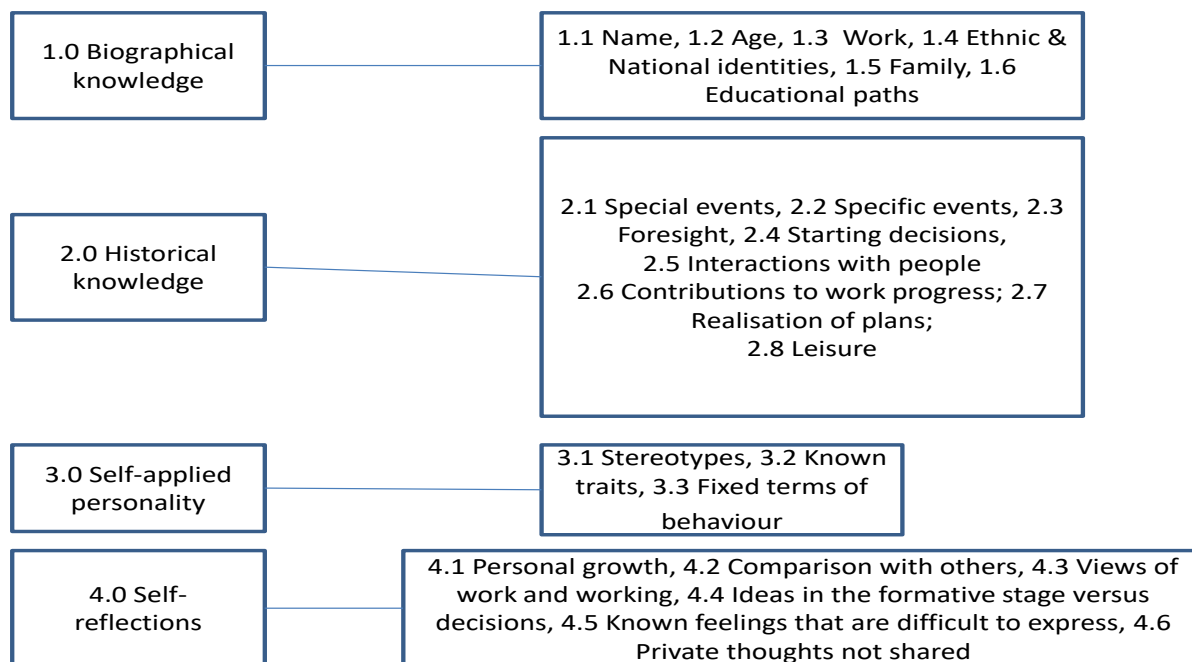 1.0 Biographical
knowledge
1.1 Name, 1.2 Age, 1.3  Work, 1.4 Ethnic &
National identities, 1.5 Family, 1.6
Educational paths
2.0 Historical
knowledge
2.1 Special events, 2.2 Specific events, 2.3
Foresight, 2.4 Starting decisions,
2.5 Interactions with people
2.6 Contributions to work progress; 2.7
Realisation of plans;
2.8 Leisure
3.0 Self-applied
personality
3.1 Stereotypes, 3.2 Known
traits, 3.3 Fixed terms of
behaviour
4.0 Self-
reflections
4.1 Personal growth, 4.2 Comparison with others, 4.3 Views of
work and working, 4.4 Ideas in the formative stage versus
decisions, 4.5 Known feelings that are difficult to express, 4.6
Private thoughts not shared